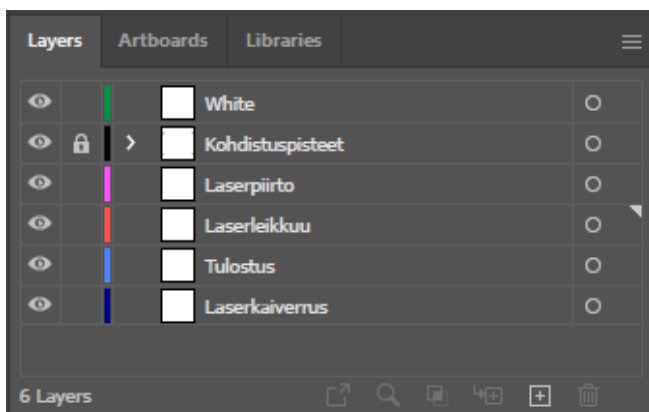 Layers Artboards Libraries
White
Kohdistuspisteet
Laserpiirto
Laserleikkuu
Tulostus
Laserkaiverrus
6 Layers